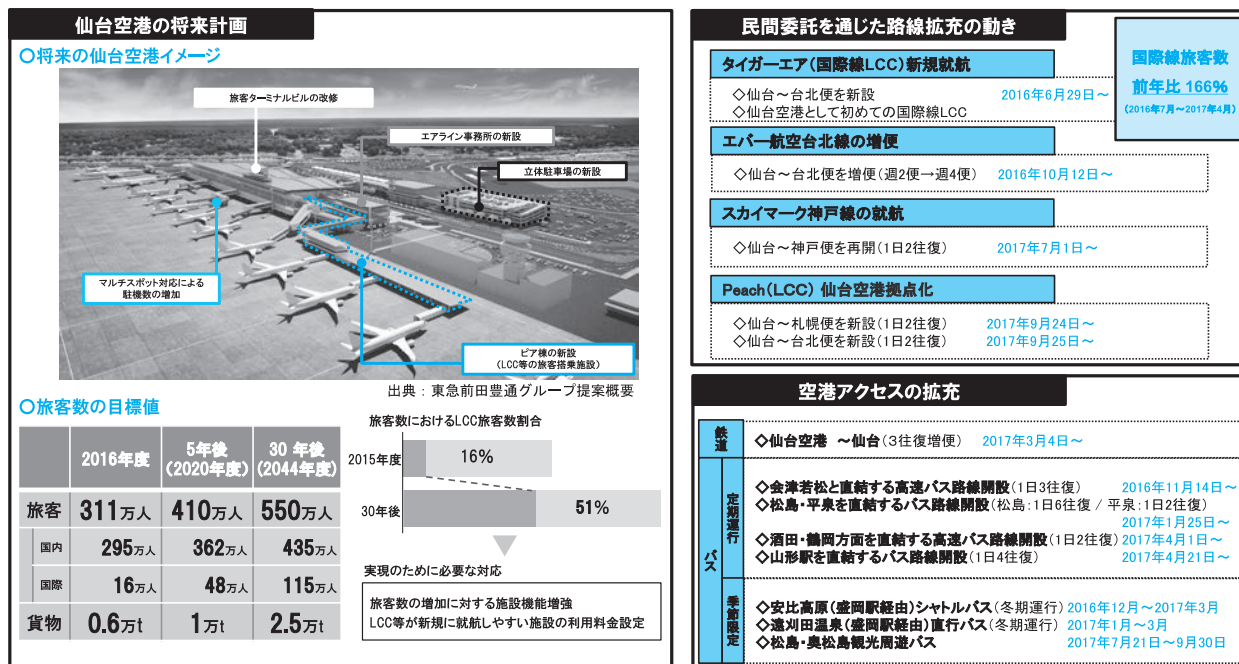 仙台空港の将来計画
〇将来の仙台空港イメージ
旅客ターミナルビルの改修
エアライン事務所の新設
立体駐車場の新設
マルチスポット対応による
駐機数の増加
ピア棟の新設
(LCC等の旅客搭乗施設)
出典：東急前田豊通グループ提案概要
〇旅客数の目標値
2016年度 5年後(2020年度) 30年後(2044年度)
旅客 311万人 410万人 550万人
国内 295万人 362万人 435万人
国際 16万人 48万人 115万人
貨物 0.6万t 1万t 2.5万t
旅客数におけるLCC旅客数割合
2015年度 16%
30年後 51%
実現のために必要な対応
旅客数の増加に対する施設機能増強
LCC等が新規に就航しやすい施設の利用料金設定
民間委託を通じた路線拡充の動き
国際線旅客数
前年比 166%
(2016年7月～2017年4月)
タイガーエア(国際線LCC)新規就航
◇仙台～台北便を新設 2016年6月29日～
◇仙台空港として初めての国際線LCC
エバー航空台北線の増便
◇仙台～台北便を増便(週2便→週4便) 2016年10月12日～
スカイマーク神戸線の就航
◇仙台～神戸便を再開(1日2往復) 2017年7月1日～
Peach(LCC) 仙台空港拠点化
◇仙台～札幌便を新設(1日2往復) 2017年9月24日～
◇仙台～台北便を新設(1日2往復) 2017年9月25日～
空港アクセスの拡充
鉄道
◇仙台空港 ～仙台(3往復増便) 2017年3月4日～
バス
定期運行
◇会津若松と直結する高速バス路線開設(1日3往復) 2016年11月14日～
◇松島・平泉を直結するバス路線開設(松島:1日6往復 / 平泉:1日2往復)
2017年1月25日～
◇酒田・鶴岡方面を直結する高速バス路線開設(1日2往復) 2017年4月1日～
◇山形駅を直結するバス路線開設(1日4往復) 2017年4月21日～
季節限定
◇安比高原(盛岡駅経由)シャトルバス(冬期運行) 2016年12月～2017年3月
◇遠刈田温泉(盛岡駅経由)直行バス(冬期運行) 2017年1月～3月
◇松島・奥松島観光周遊バス 2017年7月21日～9月30日